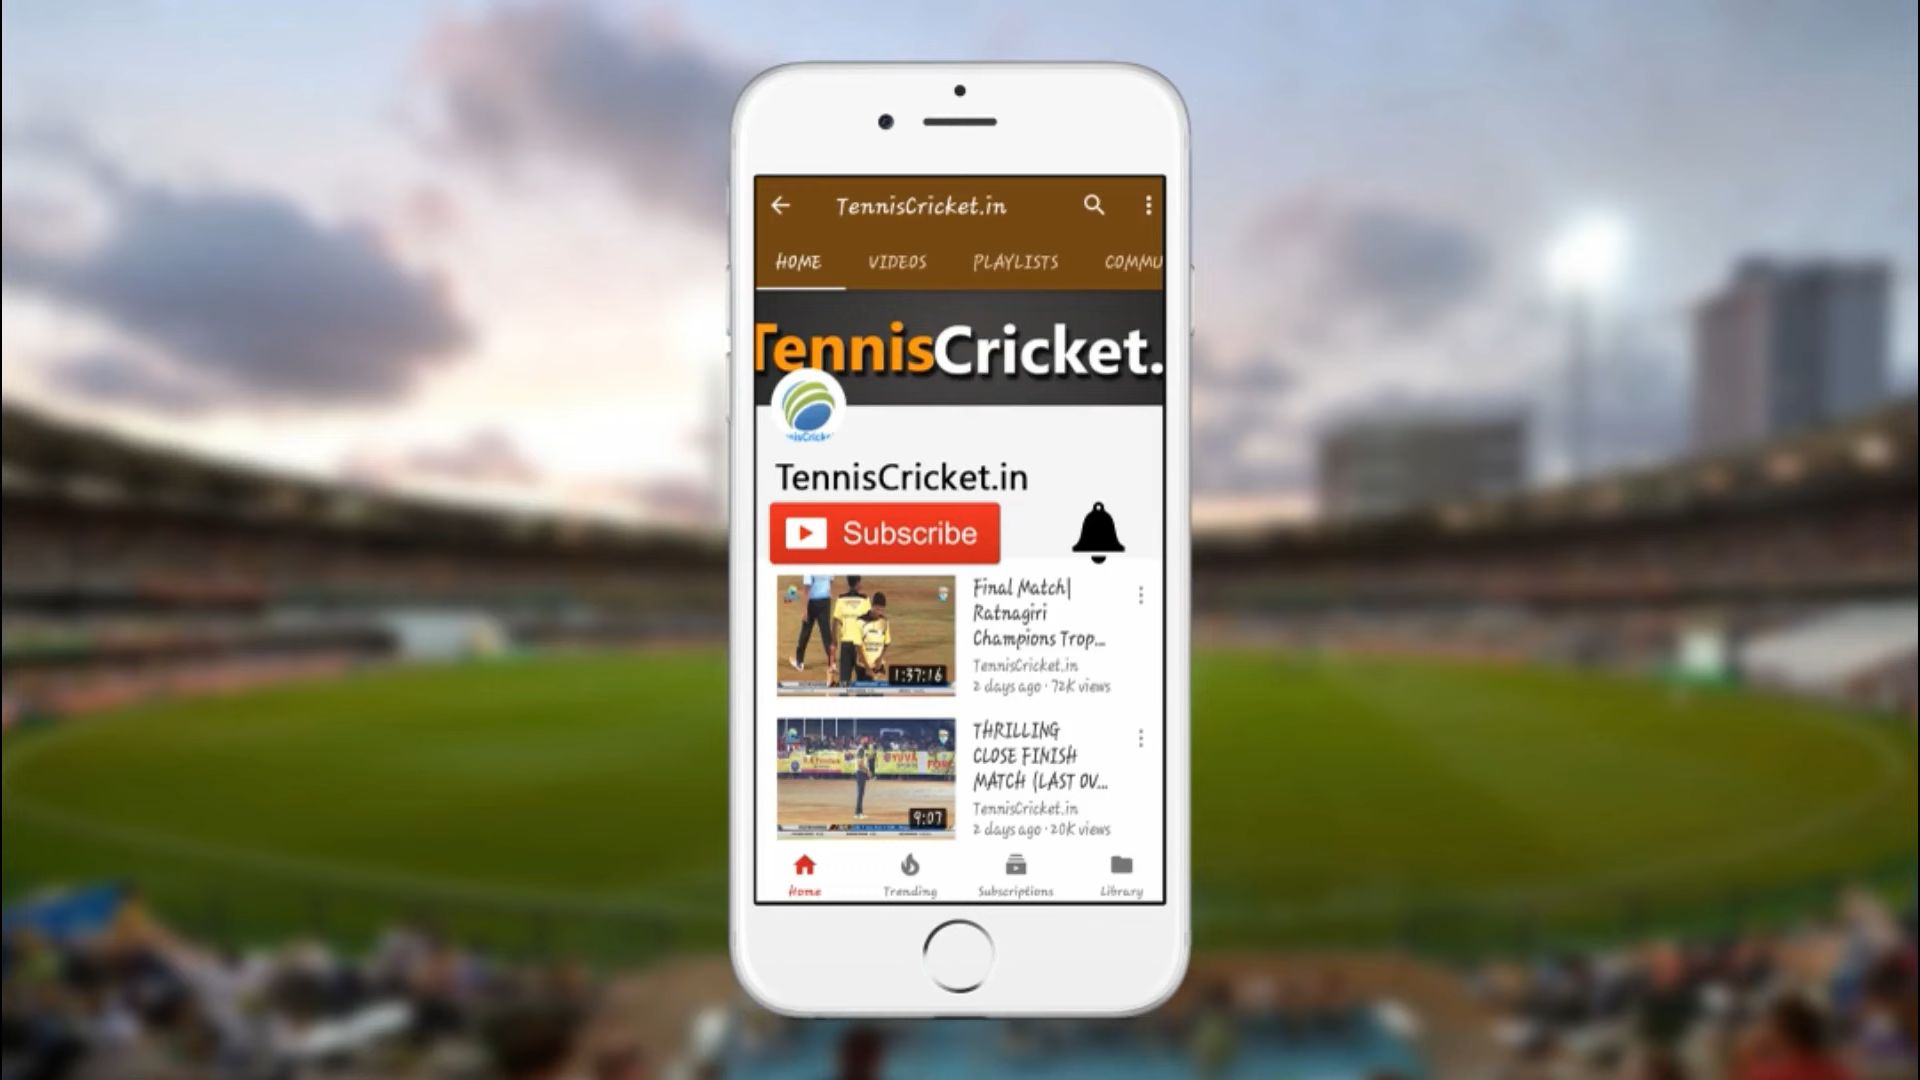 TennisCricket.in
HOME VIDEOS PLAYLISTS COMMU
TennisCricket.
TennisCricket.in
Subscribe
Final Match|
Ratnagiri
Champions Trop...
TennisCricket.in
2 days ago · 72K views
1:37:16
THRILLING
CLOSE FINISH
MATCH (LAST OV...
TennisCricket.in
2 days ago · 20K views
9:07
Home Trending Subscriptions Library